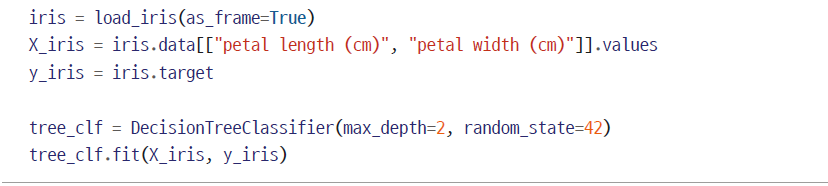 iris = load_iris(as_frame=True)
X_iris = iris.data[["petal length (cm)", "petal width (cm)"]].values
y_iris = iris.target
tree_clf = DecisionTreeClassifier(max_depth=2, random_state=42)
tree_clf.fit(X_iris, y_iris)